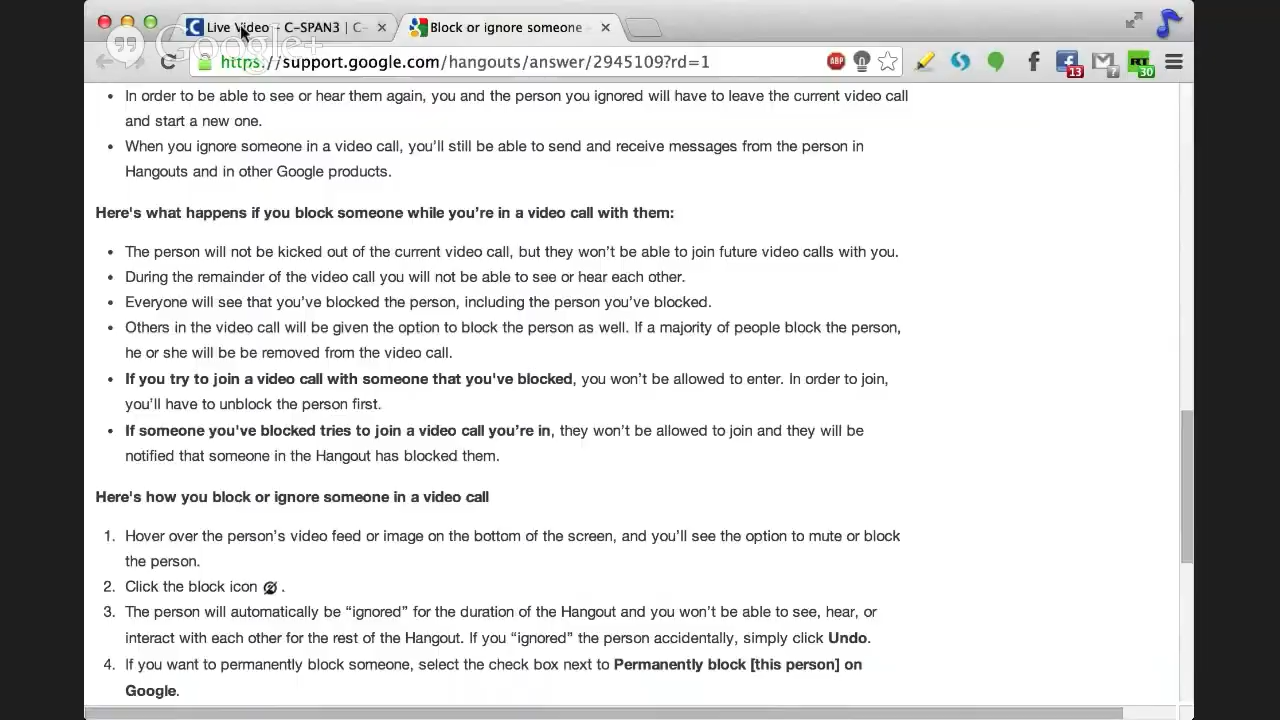 Live Video - C-SPAN3 | C-
Block or ignore someone -
Google+
https://support.google.com/hangouts/answer/2945109?rd=1
ABP
13
7
RT
30
• In order to be able to see or hear them again, you and the person you ignored will have to leave the current video call
and start a new one.
• When you ignore someone in a video call, you’ll still be able to send and receive messages from the person in
Hangouts and in other Google products.
Here's what happens if you block someone while you’re in a video call with them:
• The person will not be kicked out of the current video call, but they won’t be able to join future video calls with you.
• During the remainder of the video call you will not be able to see or hear each other.
• Everyone will see that you’ve blocked the person, including the person you’ve blocked.
• Others in the video call will be given the option to block the person as well. If a majority of people block the person,
he or she will be be removed from the video call.
• If you try to join a video call with someone that you've blocked, you won’t be allowed to enter. In order to join,
you’ll have to unblock the person first.
• If someone you've blocked tries to join a video call you’re in, they won’t be allowed to join and they will be
notified that someone in the Hangout has blocked them.
Here's how you block or ignore someone in a video call
1. Hover over the person’s video feed or image on the bottom of the screen, and you’ll see the option to mute or block
the person.
2. Click the block icon .
3. The person will automatically be “ignored” for the duration of the Hangout and you won’t be able to see, hear, or
interact with each other for the rest of the Hangout. If you “ignored” the person accidentally, simply click Undo.
4. If you want to permanently block someone, select the check box next to Permanently block [this person] on
Google.